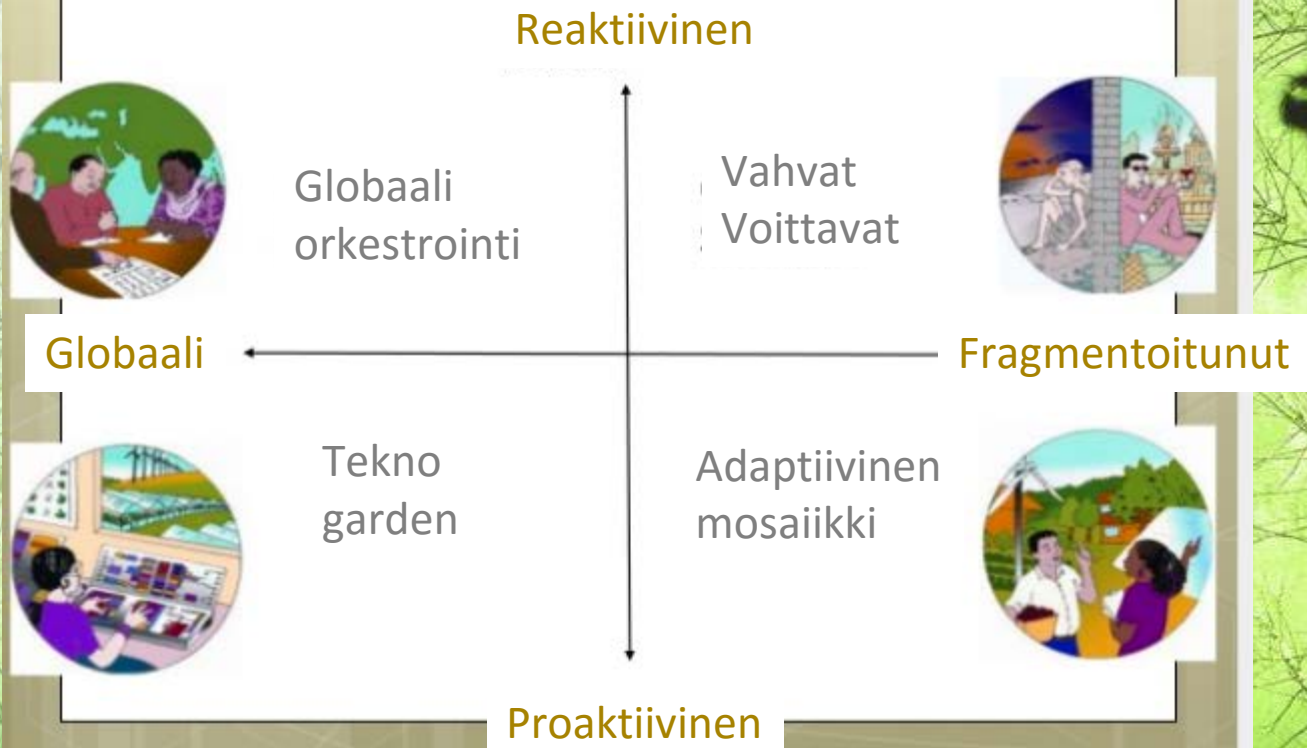 Reaktiivinen
Globaali
orkestrointi
Vahvat
Voittavat
Globaali
Fragmentoitunut
Tekno
garden
Adaptiivinen
mosaiikki
Proaktiivinen